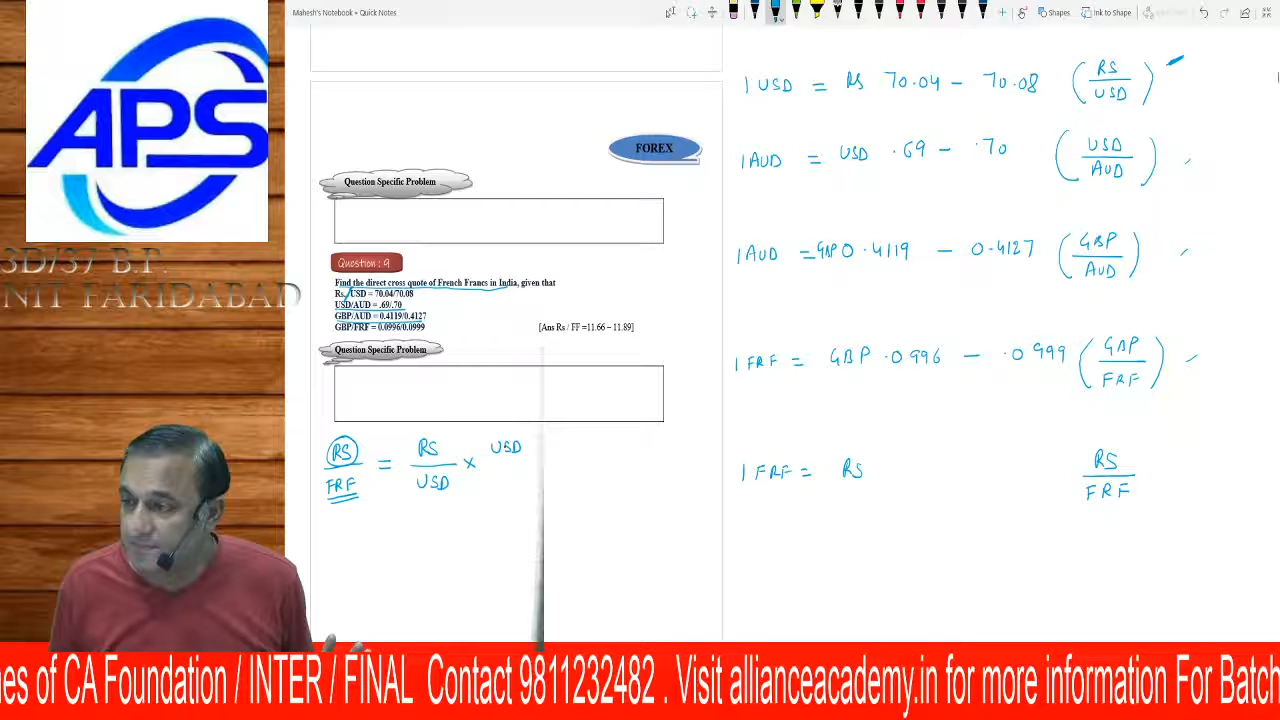 Mahesh's Notebook » Quick Notes
Shapes
Ink to Shape
APS
3D/37 B.P.
NIT FARIDABAD
FOREX
Question Specific Problem
Question : 9
Find the direct cross quote of French Francs in India, given that
Rs. /USD = 70.04/70.08
USD/AUD = .69/.70
GBP/AUD = 0.4119/0.4127
GBP/FRF = 0.0996/0.0999 [Ans Rs / FF =11.66 – 11.89]
Question Specific Problem
RS/FRF = RS/USD × USD
1 USD = RS 70.04 – 70.08 (RS/USD)
1 AUD = USD .69 – .70 (USD/AUD)
1 AUD = GBP 0.4119 – 0.4127 (GBP/AUD)
1 FRF = GBP .0996 – .0999 (GBP/FRF)
1 FRF = RS RS/FRF
es of CA Foundation / INTER / FINAL Contact 9811232482 . Visit allianceacademy.in for more information For Batch